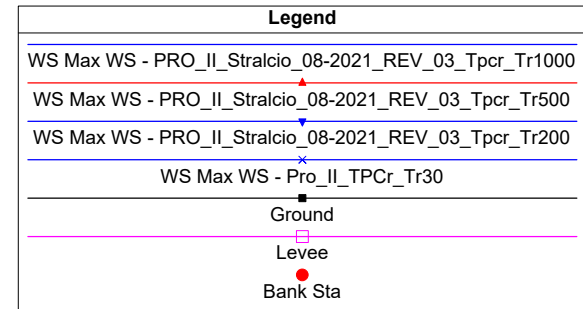 Legend
WS Max WS - PRO_II_Stralcio_08-2021_REV_03_Tpcr_Tr1000
WS Max WS - PRO_II_Stralcio_08-2021_REV_03_Tpcr_Tr500
WS Max WS - PRO_II_Stralcio_08-2021_REV_03_Tpcr_Tr200
WS Max WS - Pro_II_TPCr_Tr30
Ground
Levee
Bank Sta